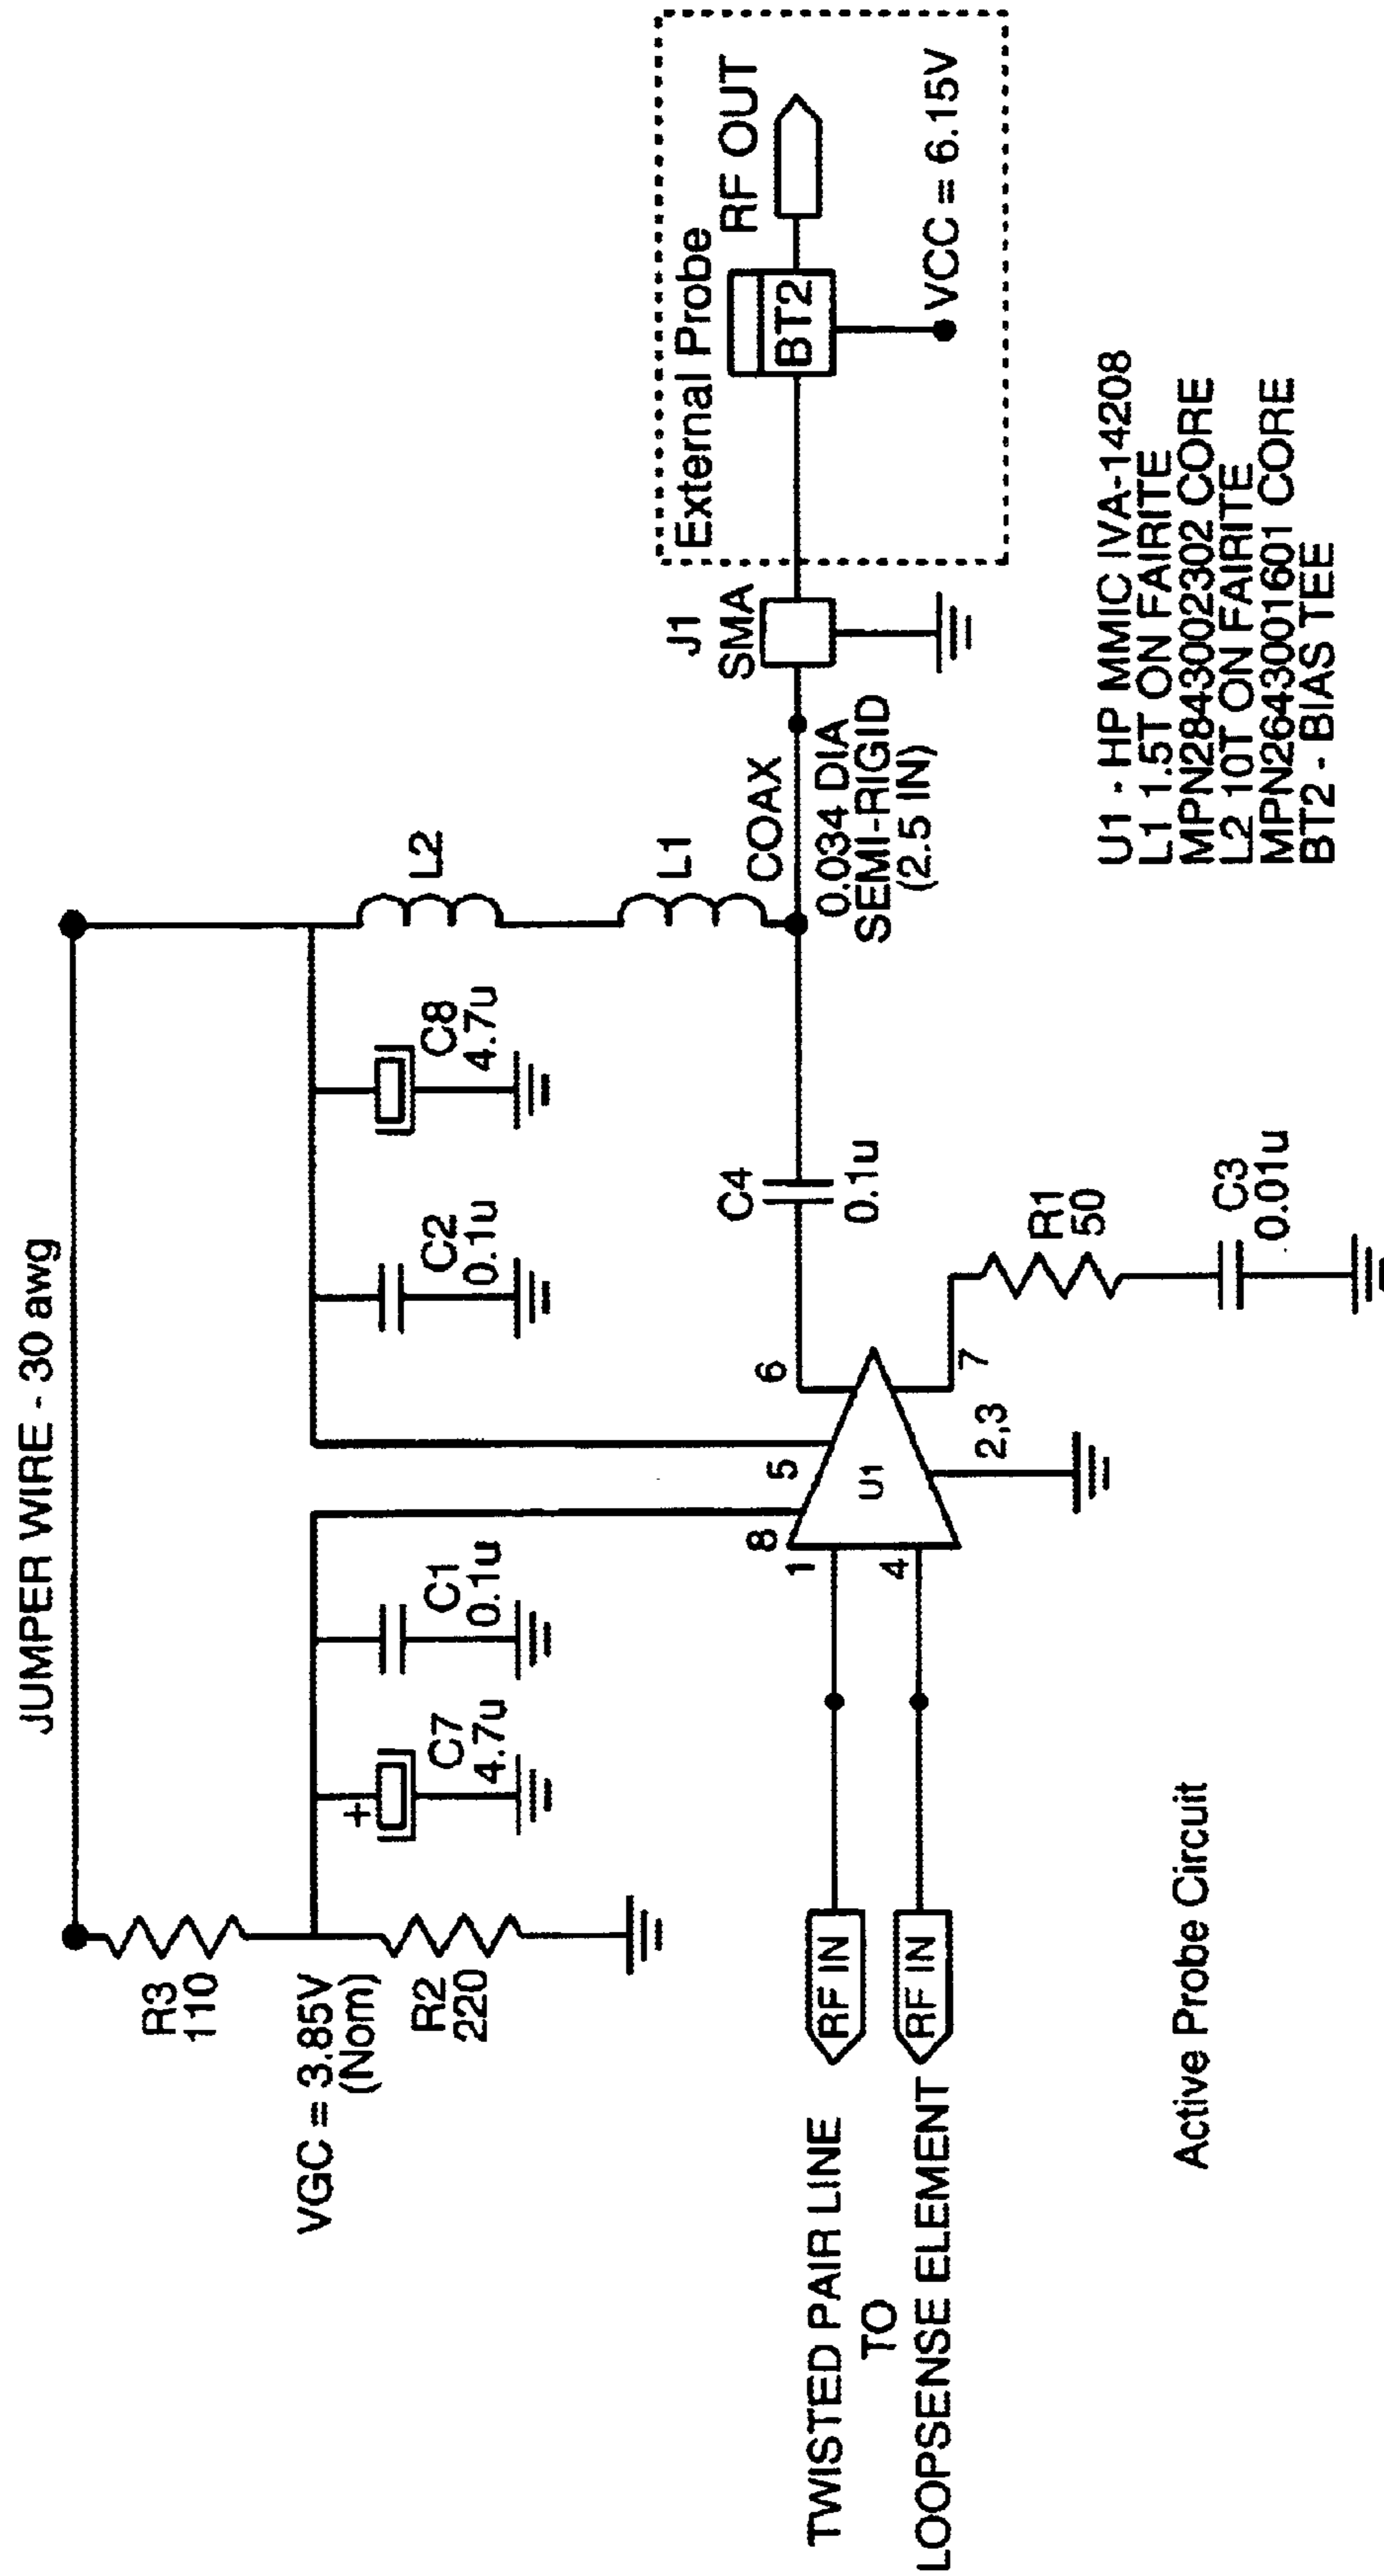 JUMPER WIRE - 30 awg
R3
110
VGC = 3.85V
(Nom)
R2
220
+
C7
4.7u
C1
0.1u
C2
0.1u
C8
4.7u
L2
L1
8
5
1
4
U1
6
7
2,3
C4
0.1u
COAX
0.034 DIA
SEMI-RIGID
(2.5 IN)
J1
SMA
External Probe
BT2
RF OUT
VCC = 6.15V
R1
50
C3
0.01u
TWISTED PAIR LINE
TO
LOOPSENSE ELEMENT
RF IN
RF IN
Active Probe Circuit
U1 - HP MMIC IVA-14208
L1 1.5T ON FAIRITE
MPN2843002302 CORE
L2 10T ON FAIRITE
MPN2643001601 CORE
BT2 - BIAS TEE